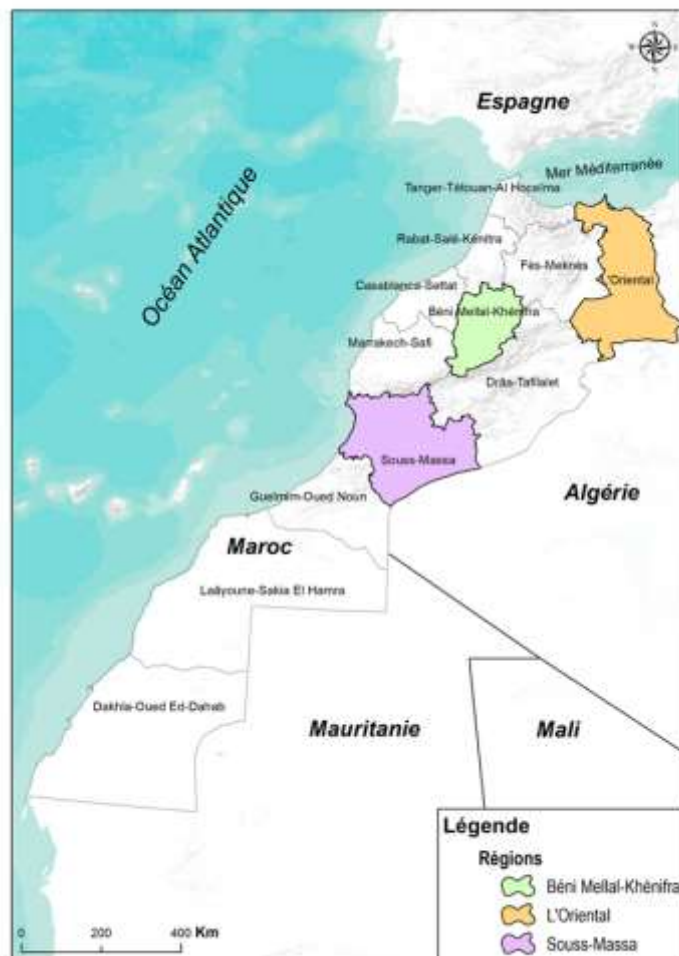 N
Espagne
Mer Méditerranée
Océan Atlantique
Tanger-Tétouan-Al Hoceïma
Rabat-Salé-Kénitra
Fès-Meknès
L'Oriental
Casablanca-Settat
Béni Mellal-Khénifra
Marrakech-Safi
Drâa-Tafilalet
Souss-Massa
Guelmim-Oued Noun
Algérie
Maroc
Laâyoune-Sakia El Hamra
Dakhla-Oued Ed-Dahab
Mauritanie
Mali
Légende
Régions
Béni Mellal-Khénifra
L'Oriental
Souss-Massa
0 200 400 Km